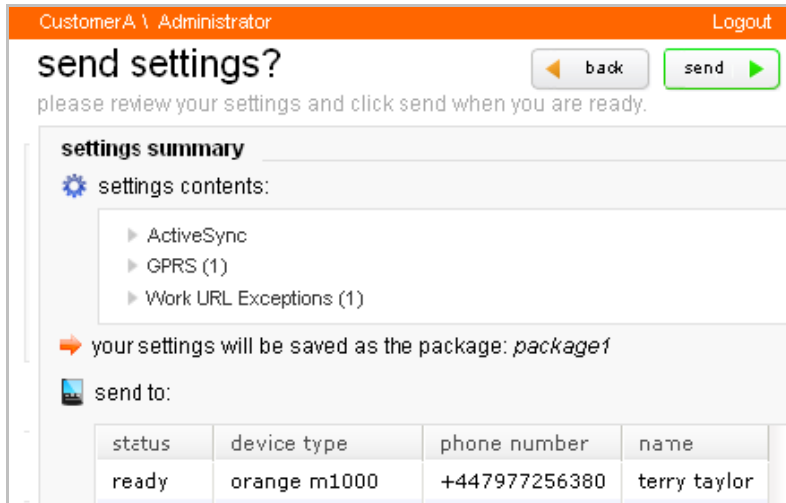 CustomerA \ Administrator Logout
send settings? back send
please review your settings and click send when you are ready.
settings summary
settings contents:
ActiveSync
GPRS (1)
Work URL Exceptions (1)
your settings will be saved as the package: package1
send to:
status device type phone number name
ready orange m1000 +447977256380 terry taylor